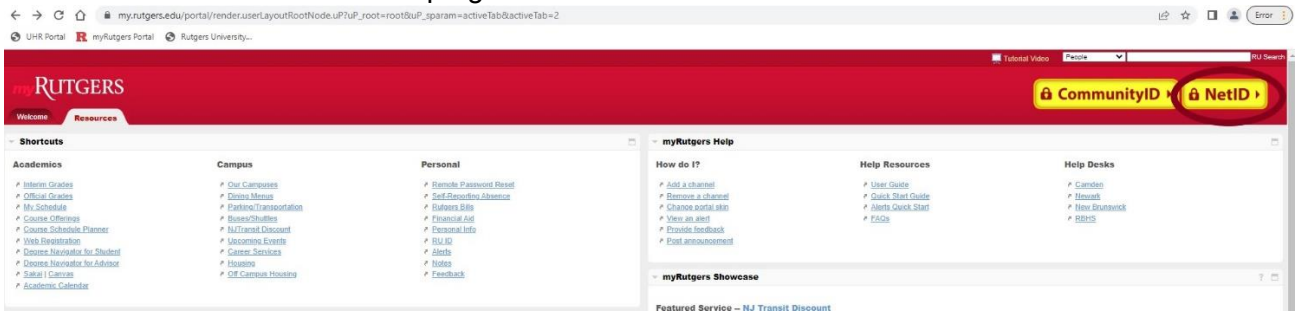 my.rutgers.edu/portal/render.userLayoutRootNode.uP?uP_root=root&uP_sparam=activeTab&activeTab=2
Error
UHR Portal
myRutgers Portal
Rutgers University...
Tutorial Video
People
RU Search
myRUTGERS
CommunityID
NetID
Welcome
Resources
Shortcuts
Academics
Interim Grades
Official Grades
My Schedule
Course Offerings
Course Schedule Planner
Web Registration
Degree Navigator for Student
Degree Navigator for Advisor
Sakai | Canvas
Academic Calendar
Campus
Our Campuses
Dining Menus
Parking/Transportation
Buses/Shuttles
NJTransit Discount
Upcoming Events
Career Services
Housing
Off Campus Housing
Personal
Remote Password Reset
Self-Reporting Absence
Rutgers Bills
Financial Aid
Personal Info
RU ID
Alerts
Notes
Feedback
myRutgers Help
How do I?
Add a channel
Remove a channel
Change portal skin
View an alert
Provide feedback
Post announcement
Help Resources
User Guide
Quick Start Guide
Alerts Quick Start
FAQs
Help Desks
Camden
Newark
New Brunswick
RBHS
myRutgers Showcase
Featured Service -- NJ Transit Discount